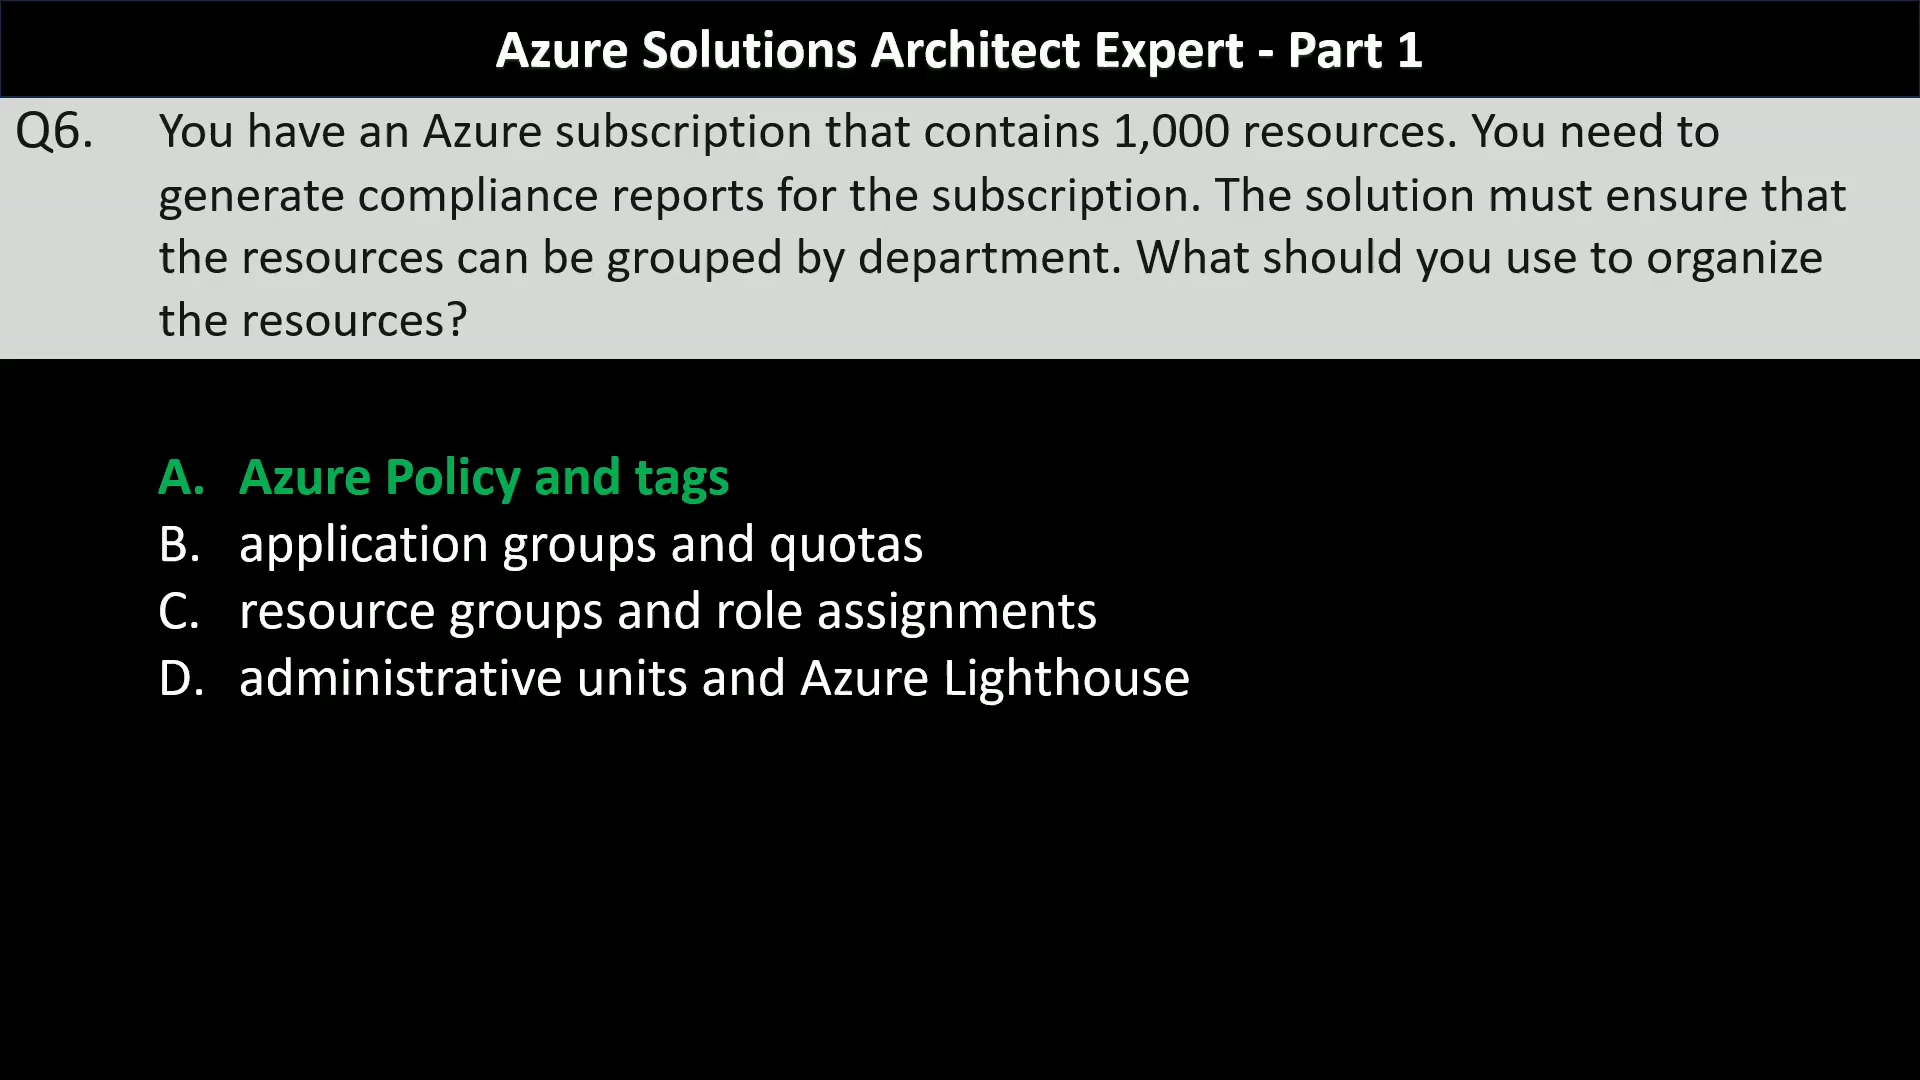 Azure Solutions Architect Expert - Part 1
Q6. You have an Azure subscription that contains 1,000 resources. You need to
generate compliance reports for the subscription. The solution must ensure that
the resources can be grouped by department. What should you use to organize
the resources?
A. Azure Policy and tags
B. application groups and quotas
C. resource groups and role assignments
D. administrative units and Azure Lighthouse